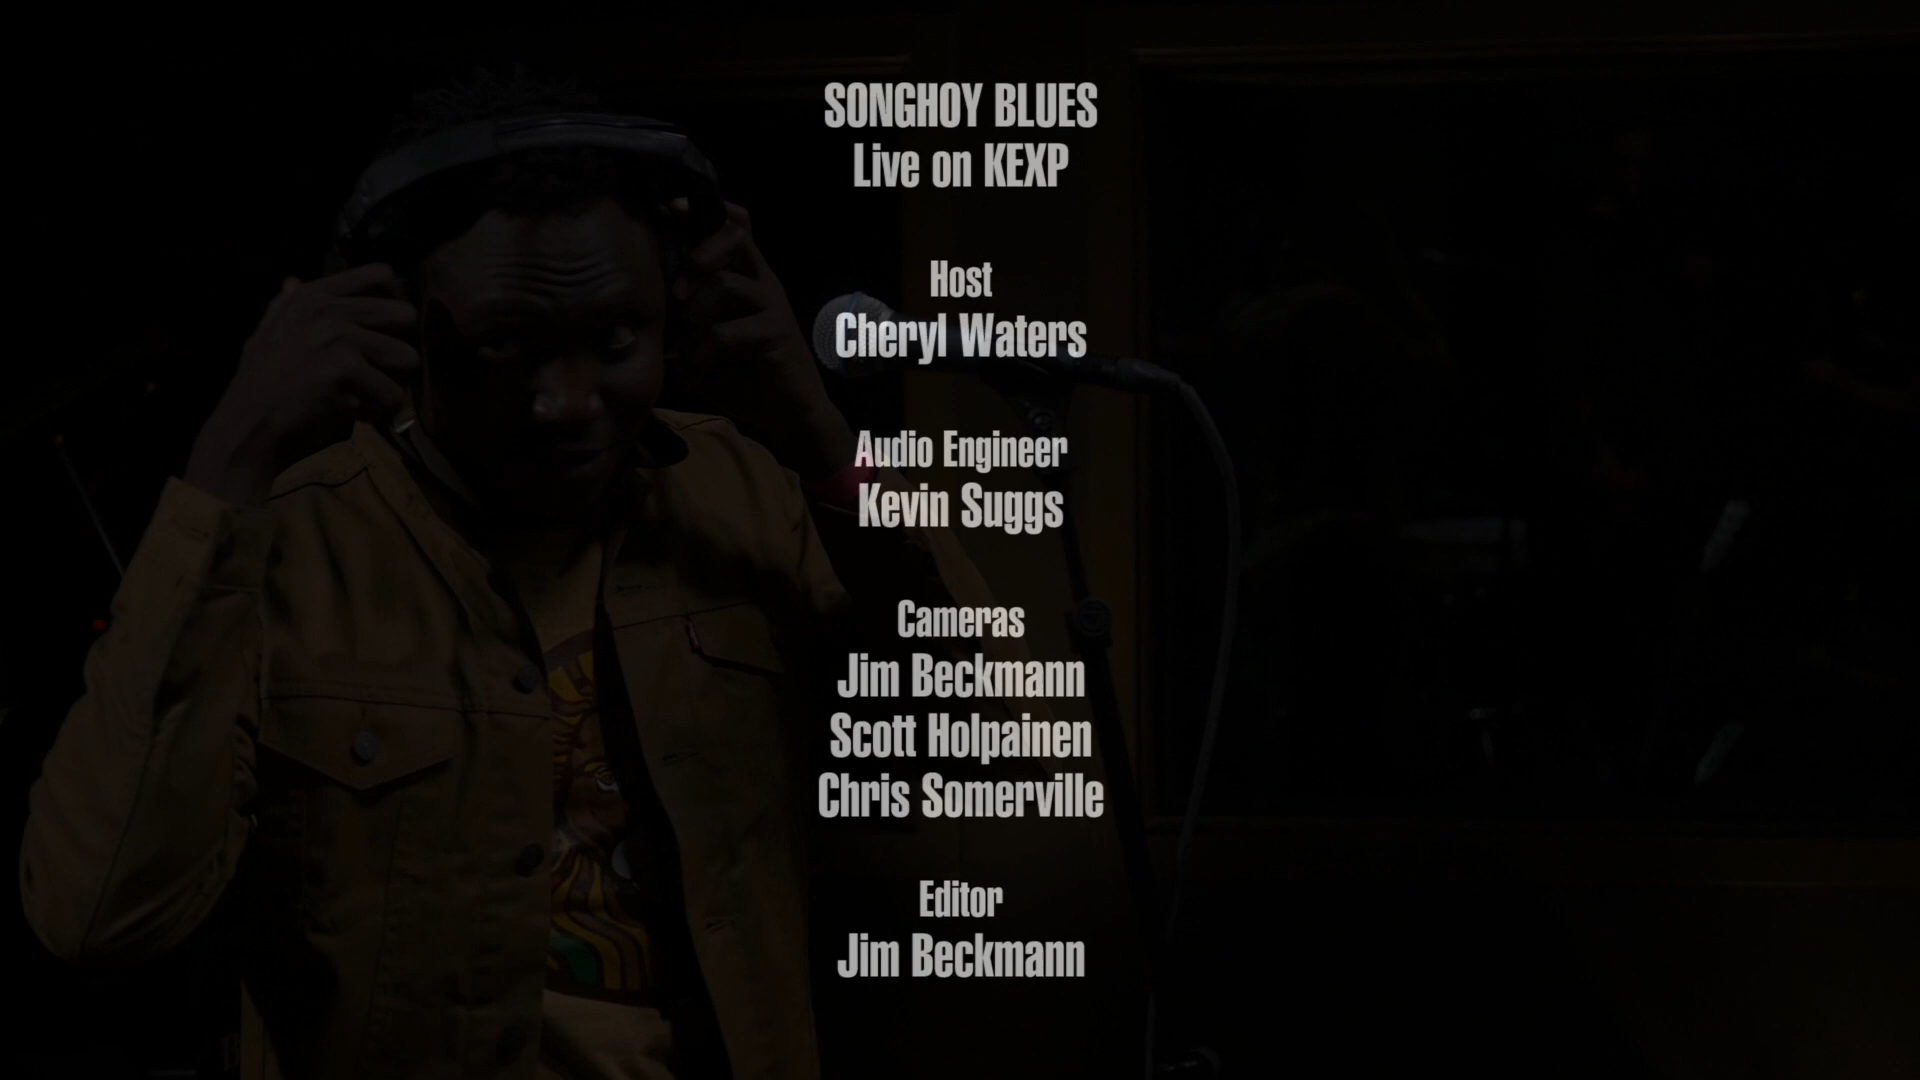 SONGHOY BLUES
Live on KEXP
Host
Cheryl Waters
Audio Engineer
Kevin Suggs
Cameras
Jim Beckmann
Scott Holpainen
Chris Somerville
Editor
Jim Beckmann